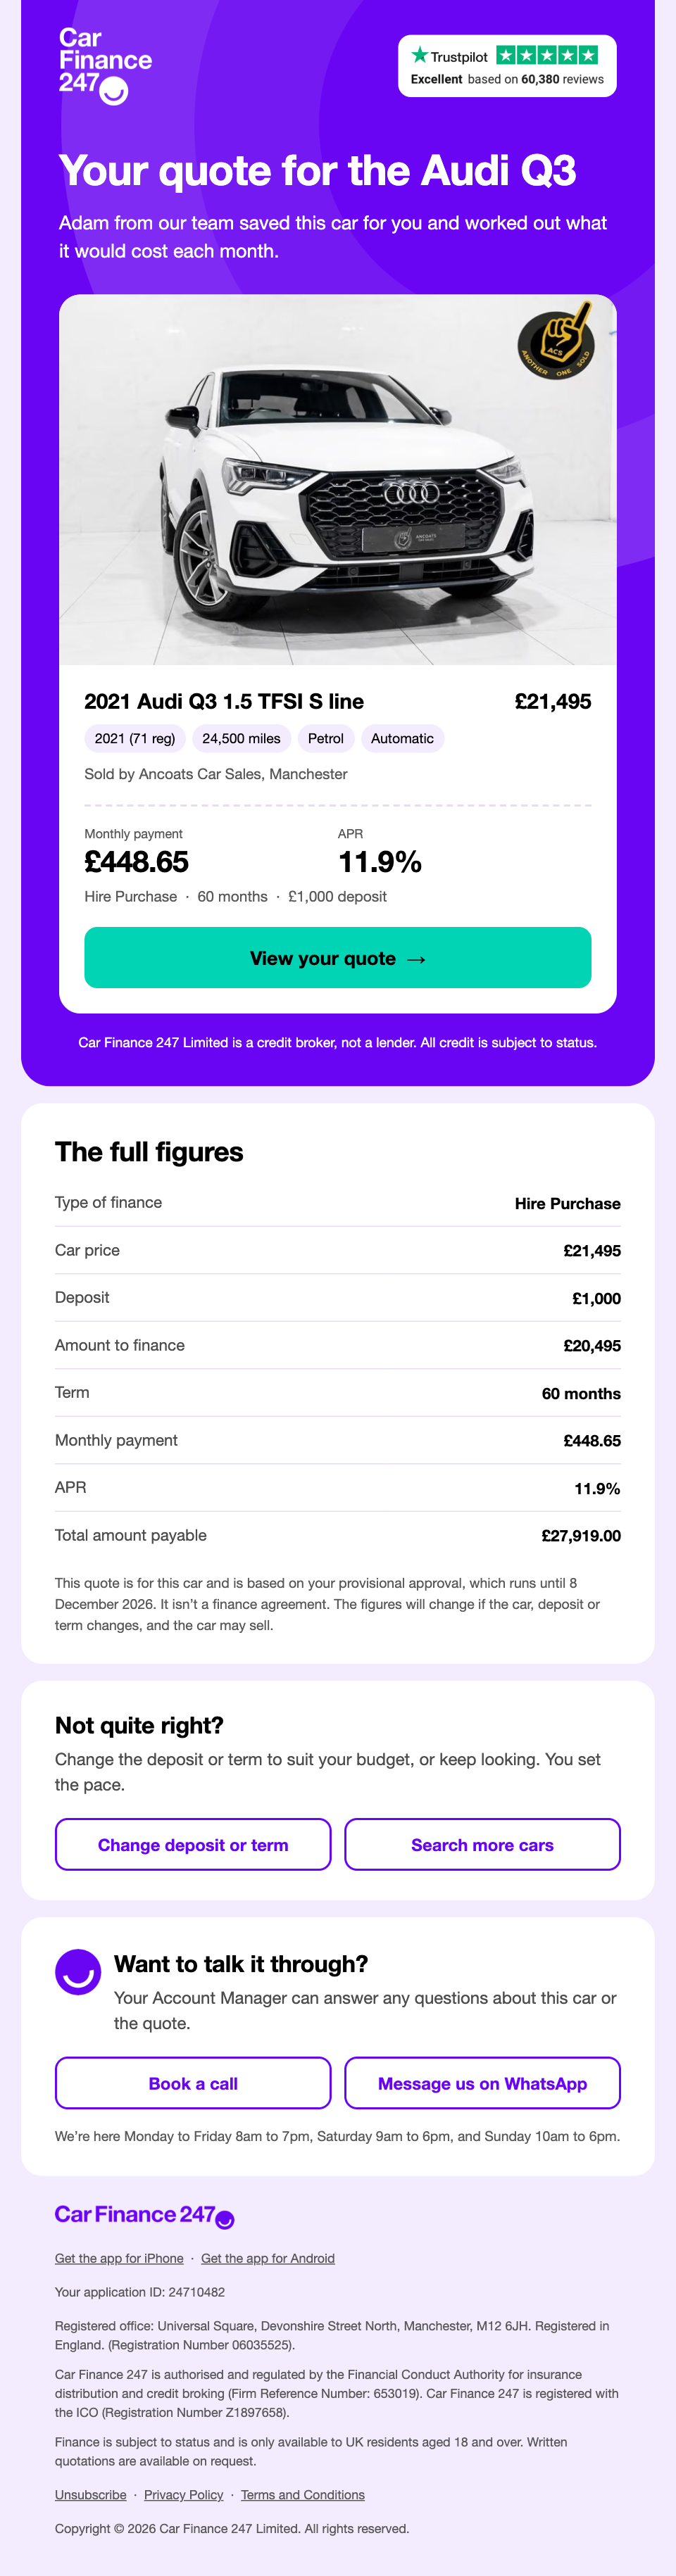 Car
Finance
247
Trustpilot
Excellent based on 60,380 reviews
Your quote for the Audi Q3
Adam from our team saved this car for you and worked out what
it would cost each month.
ACS
ANOTHER ONE SOLD
ANCOATS
CAR SALES
2021 Audi Q3 1.5 TFSI S line
£21,495
2021 (71 reg)
24,500 miles
Petrol
Automatic
Sold by Ancoats Car Sales, Manchester
Monthly payment
APR
£448.65
11.9%
Hire Purchase · 60 months · £1,000 deposit
View your quote →
Car Finance 247 Limited is a credit broker, not a lender. All credit is subject to status.
The full figures
Type of finance
Hire Purchase
Car price
£21,495
Deposit
£1,000
Amount to finance
£20,495
Term
60 months
Monthly payment
£448.65
APR
11.9%
Total amount payable
£27,919.00
This quote is for this car and is based on your provisional approval, which runs until 8
December 2026. It isn’t a finance agreement. The figures will change if the car, deposit or
term changes, and the car may sell.
Not quite right?
Change the deposit or term to suit your budget, or keep looking. You set
the pace.
Change deposit or term
Search more cars
Want to talk it through?
Your Account Manager can answer any questions about this car or
the quote.
Book a call
Message us on WhatsApp
We’re here Monday to Friday 8am to 7pm, Saturday 9am to 6pm, and Sunday 10am to 6pm.
Car Finance 247
Get the app for iPhone · Get the app for Android
Your application ID: 24710482
Registered office: Universal Square, Devonshire Street North, Manchester, M12 6JH. Registered in
England. (Registration Number 06035525).
Car Finance 247 is authorised and regulated by the Financial Conduct Authority for insurance
distribution and credit broking (Firm Reference Number: 653019). Car Finance 247 is registered with
the ICO (Registration Number Z1897658).
Finance is subject to status and is only available to UK residents aged 18 and over. Written
quotations are available on request.
Unsubscribe · Privacy Policy · Terms and Conditions
Copyright © 2026 Car Finance 247 Limited. All rights reserved.